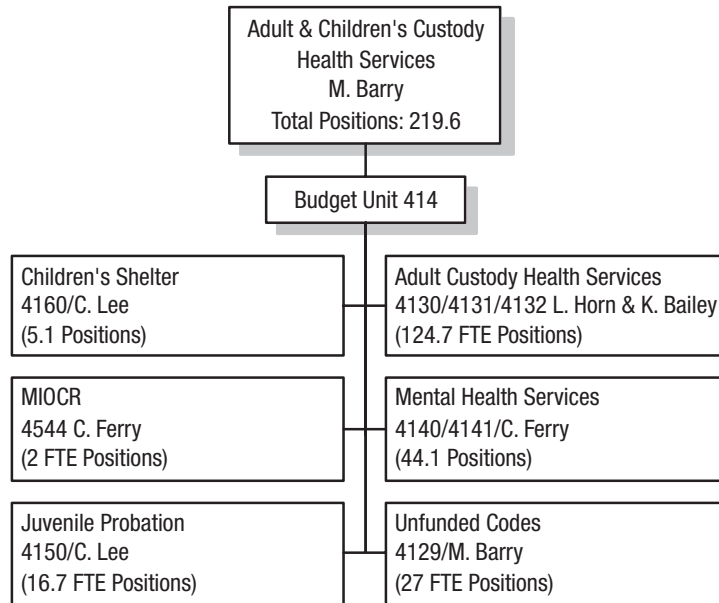 Adult & Children's Custody
Health Services
M. Barry
Total Positions: 219.6
Budget Unit 414
Children's Shelter
4160/C. Lee
(5.1 Positions)
Adult Custody Health Services
4130/4131/4132 L. Horn & K. Bailey
(124.7 FTE Positions)
MIOCR
4544 C. Ferry
(2 FTE Positions)
Mental Health Services
4140/4141/C. Ferry
(44.1 Positions)
Juvenile Probation
4150/C. Lee
(16.7 FTE Positions)
Unfunded Codes
4129/M. Barry
(27 FTE Positions)